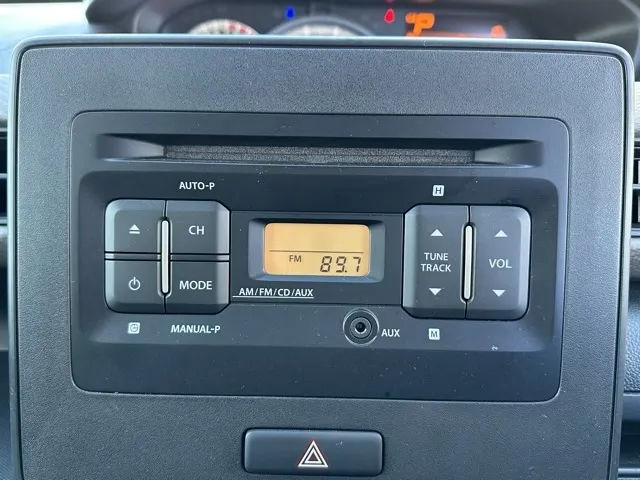 P
AUTO-P
H
CH
FM 89.7
TUNE
TRACK
VOL
MODE
AM/FM/CD/AUX
MANUAL-P
AUX
M